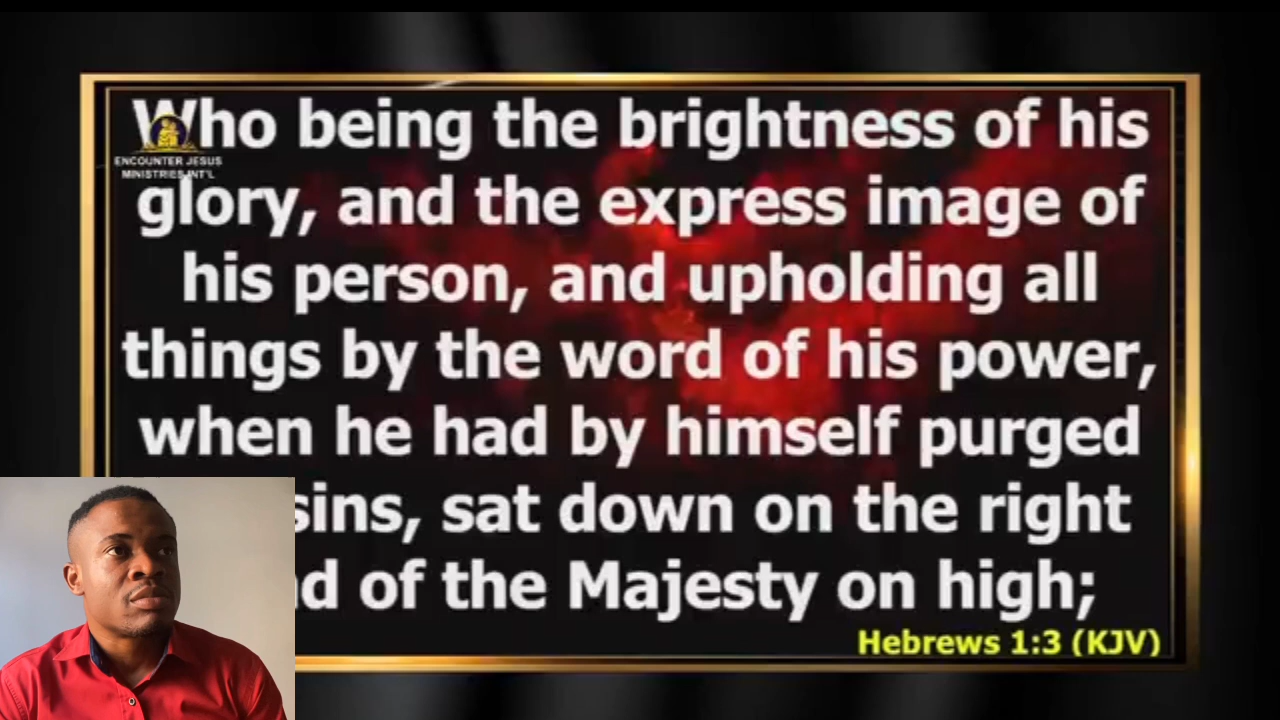 Who being the brightness of his
ENCOUNTER JESUS
MINISTRIES INT'L
glory, and the express image of
his person, and upholding all
things by the word of his power,
when he had by himself purged
sins, sat down on the right
of the Majesty on high;
Hebrews 1:3 (KJV)